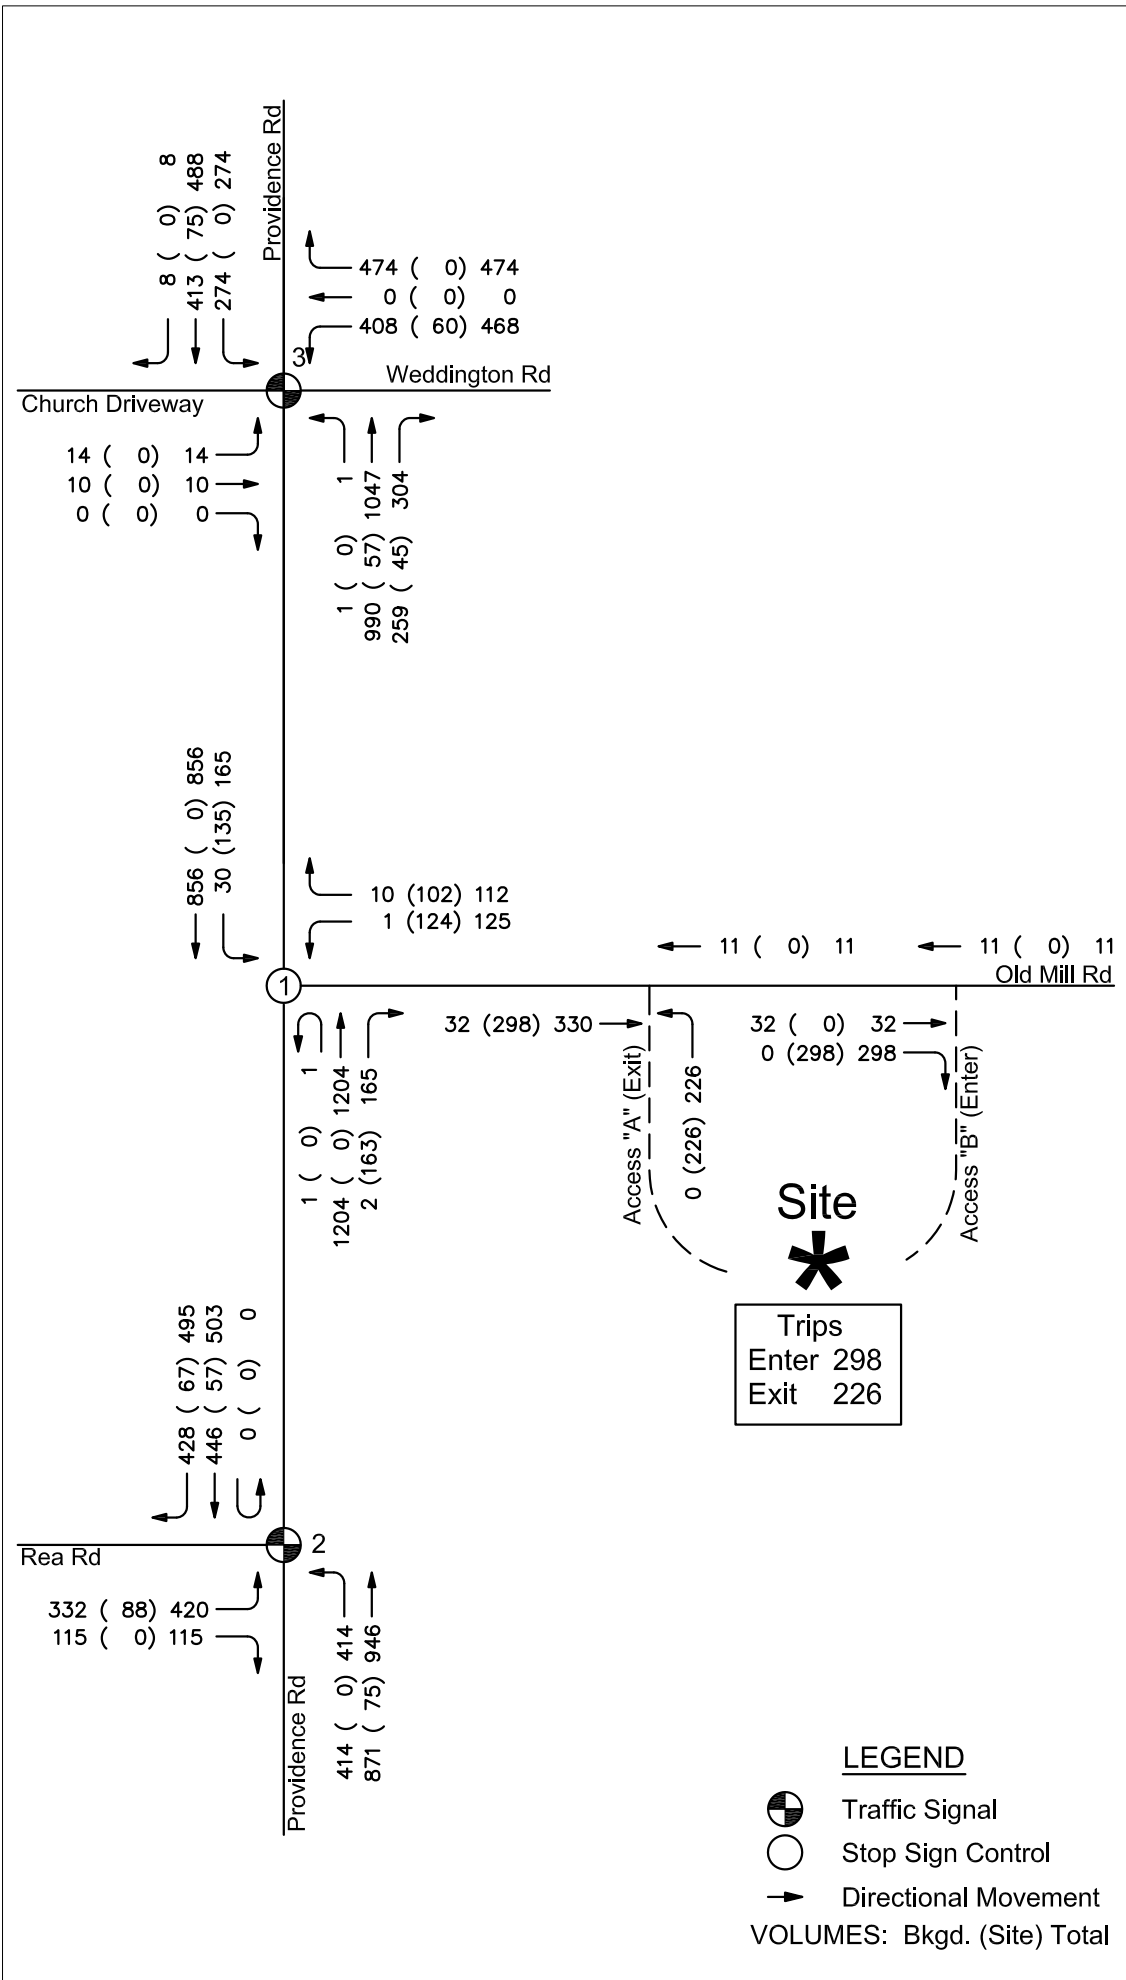 Providence Rd
8 ( 0) 8
413 ( 75) 488
274 ( 0) 274
474 ( 0) 474
0 ( 0) 0
408 ( 60) 468
3
Weddington Rd
Church Driveway
14 ( 0) 14
10 ( 0) 10
0 ( 0) 0
1 ( 0) 1
990 ( 57) 1047
259 ( 45) 304
856 ( 0) 856
30 (135) 165
10 (102) 112
1 (124) 125
11 ( 0) 11
11 ( 0) 11
Old Mill Rd
1
1 ( 0) 1
1204 ( 0) 1204
2 (163) 165
32 (298) 330
Access "A" (Exit)
0 (226) 226
32 ( 0) 32
0 (298) 298
Access "B" (Enter)
Site
Trips
Enter 298
Exit 226
428 ( 67) 495
446 ( 57) 503
0 ( 0) 0
2
Rea Rd
332 ( 88) 420
115 ( 0) 115
Providence Rd
414 ( 0) 414
871 ( 75) 946
LEGEND
Traffic Signal
Stop Sign Control
Directional Movement
VOLUMES: Bkgd. (Site) Total